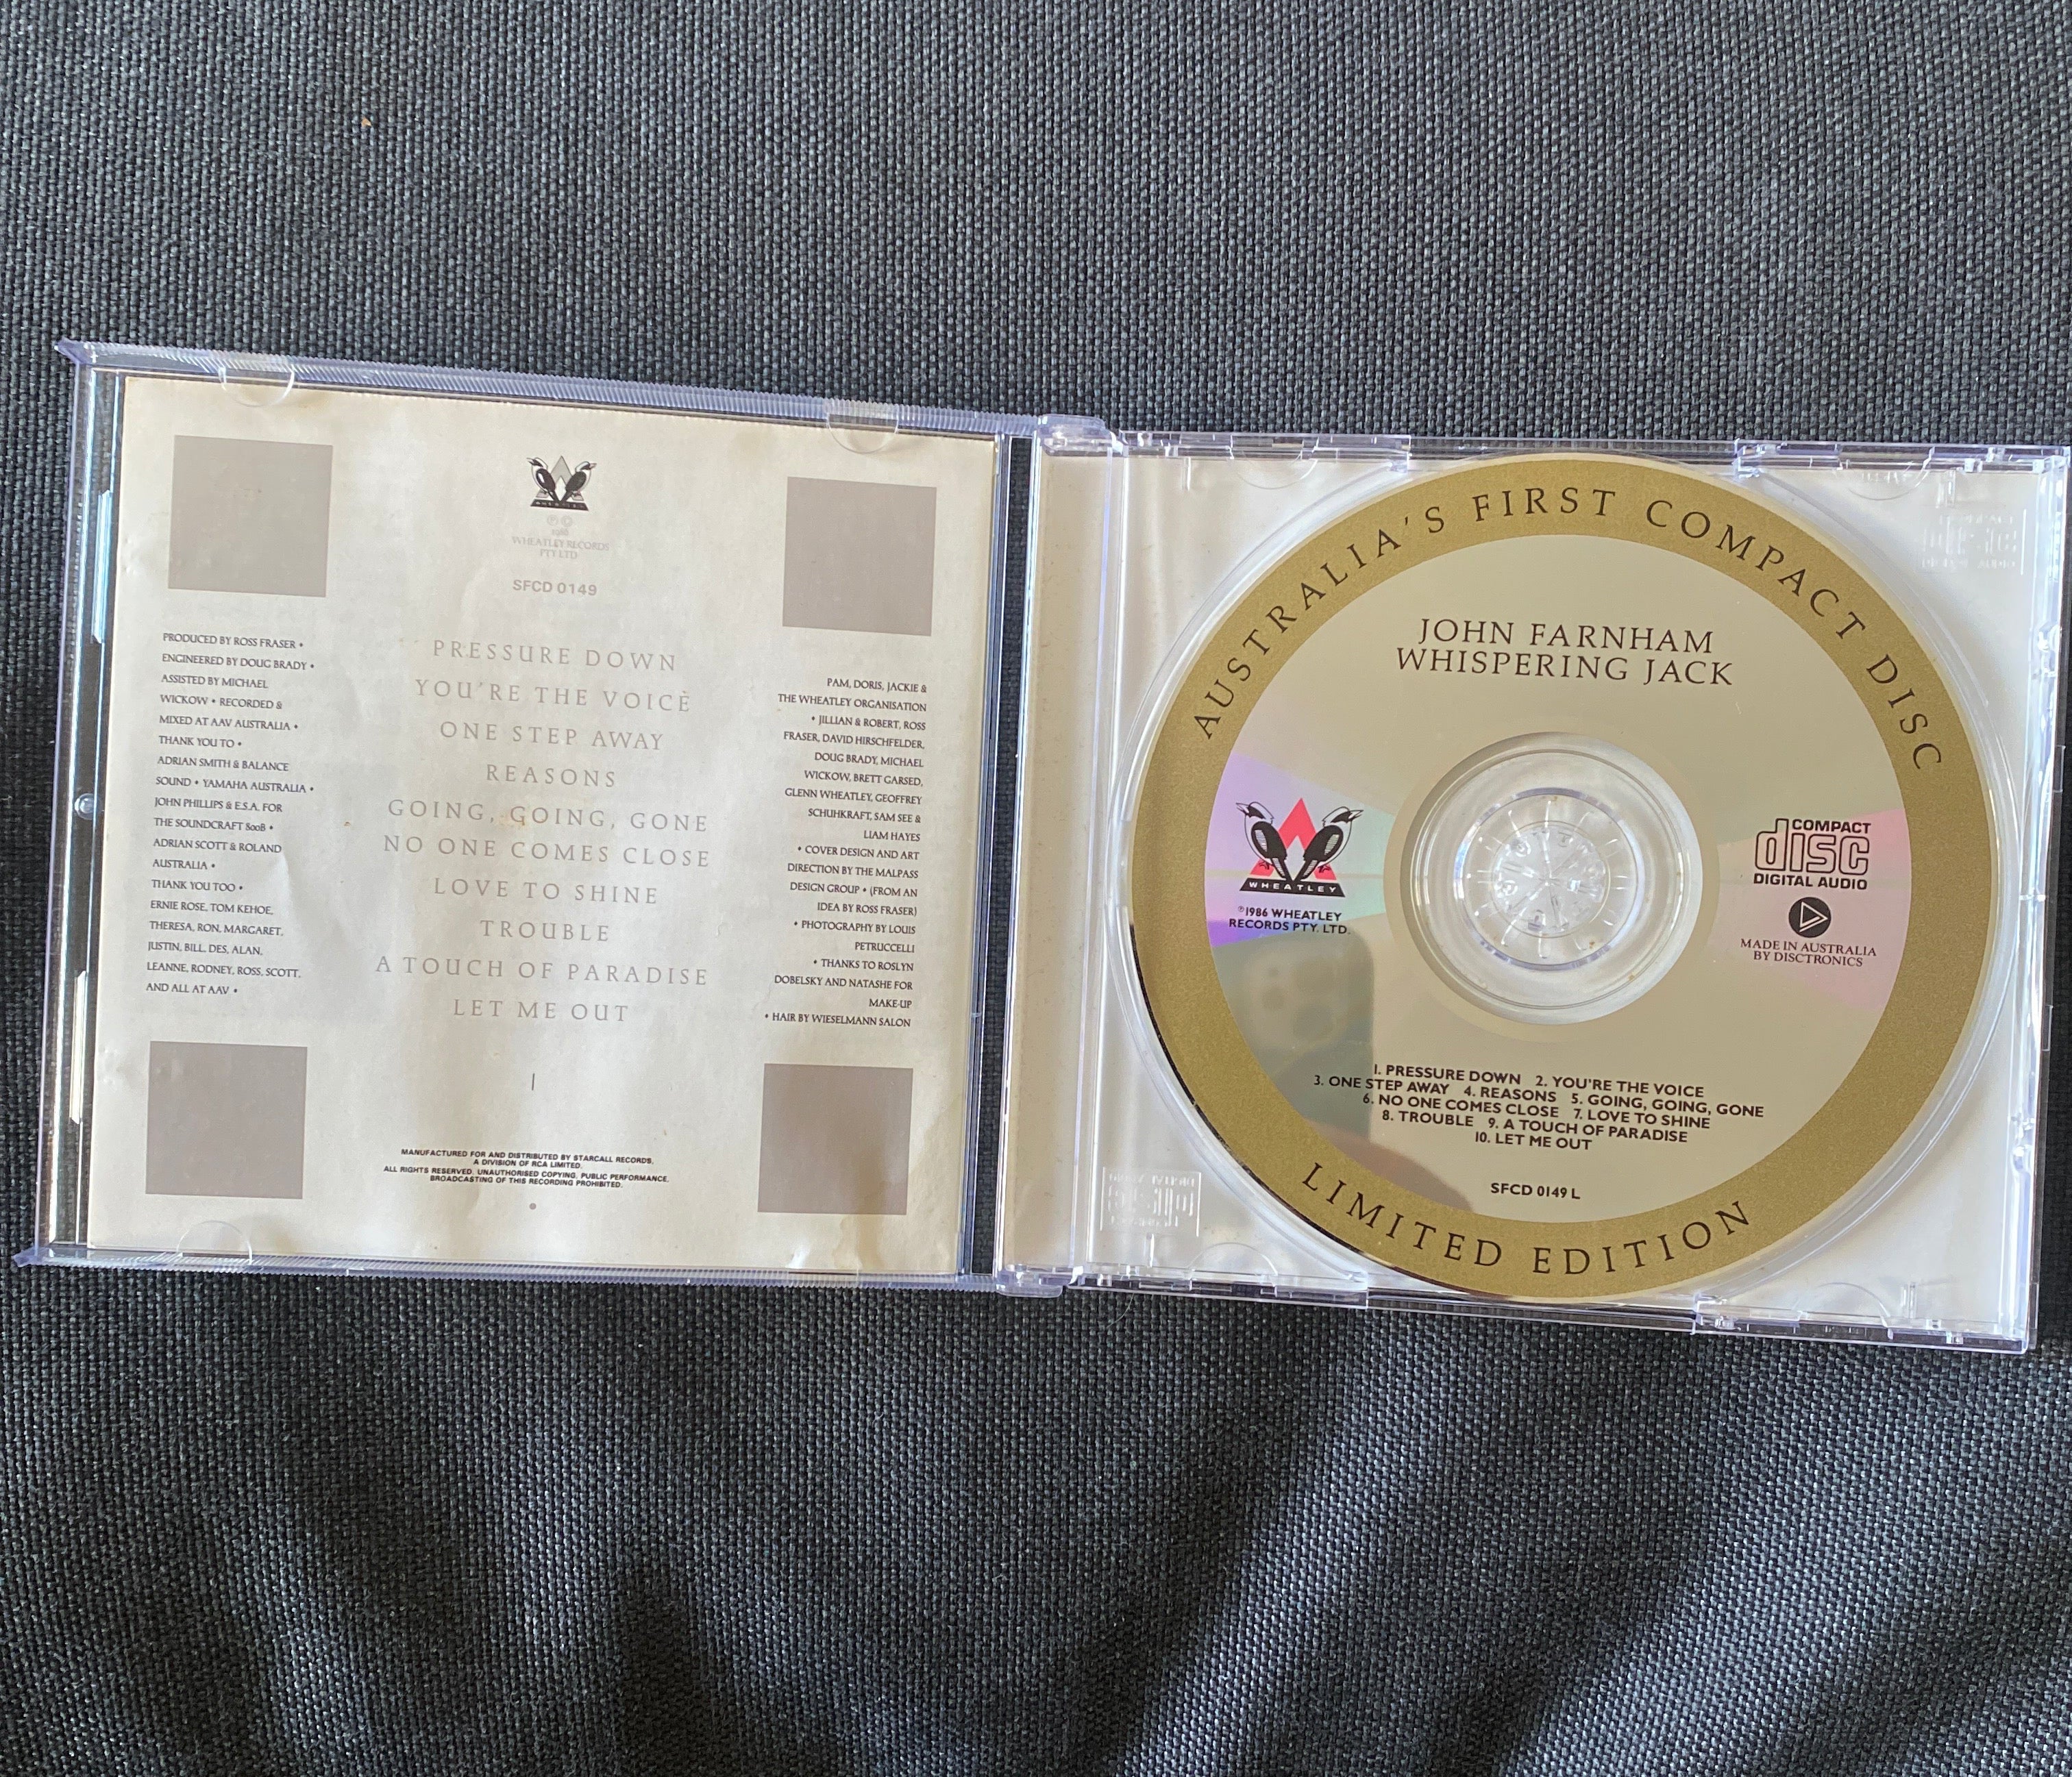 WHEATLEY
℗ ©
1986
WHEATLEY RECORDS
PTY LTD
SFCD 0149
PRODUCED BY ROSS FRASER •
ENGINEERED BY DOUG BRADY •
ASSISTED BY MICHAEL
WICKOW • RECORDED &
MIXED AT AAV AUSTRALIA •
THANK YOU TO •
ADRIAN SMITH & BALANCE
SOUND • YAMAHA AUSTRALIA •
JOHN PHILLIPS & E.S.A. FOR
THE SOUNDCRAFT 800B •
ADRIAN SCOTT & ROLAND
AUSTRALIA •
THANK YOU TOO •
ERNIE ROSE, TOM KEHOE,
THERESA, RON, MARGARET,
JUSTIN, BILL, DES, ALAN,
LEANNE, RODNEY, ROSS, SCOTT,
AND ALL AT AAV •
PRESSURE DOWN
YOU'RE THE VOICE
ONE STEP AWAY
REASONS
GOING, GOING, GONE
NO ONE COMES CLOSE
LOVE TO SHINE
TROUBLE
A TOUCH OF PARADISE
LET ME OUT
PAM, DORIS, JACKIE &
THE WHEATLEY ORGANISATION
• JILLIAN & ROBERT, ROSS
FRASER, DAVID HIRSCHFELDER,
DOUG BRADY, MICHAEL
WICKOW, BRETT GARSED,
GLENN WHEATLEY, GEOFFREY
SCHUHKRAFT, SAM SEE &
LIAM HAYES
• COVER DESIGN AND ART
DIRECTION BY THE MALPASS
DESIGN GROUP • (FROM AN
IDEA BY ROSS FRASER)
• PHOTOGRAPHY BY LOUIS
PETRUCCELLI
• THANKS TO ROSLYN
DOBELSKY AND NATASHE FOR
MAKE-UP
• HAIR BY WIESELMANN SALON
MANUFACTURED FOR AND DISTRIBUTED BY STARCALL RECORDS,
A DIVISION OF RCA LIMITED.
ALL RIGHTS RESERVED. UNAUTHORISED COPYING, PUBLIC PERFORMANCE,
BROADCASTING OF THIS RECORDING PROHIBITED.
AUSTRALIA'S FIRST COMPACT DISC
JOHN FARNHAM
WHISPERING JACK
WHEATLEY
℗1986 WHEATLEY
RECORDS PTY. LTD.
COMPACT
disc
DIGITAL AUDIO
MADE IN AUSTRALIA
BY DISCTRONICS
1. PRESSURE DOWN 2. YOU'RE THE VOICE
3. ONE STEP AWAY 4. REASONS 5. GOING, GOING, GONE
6. NO ONE COMES CLOSE 7. LOVE TO SHINE
8. TROUBLE 9. A TOUCH OF PARADISE
10. LET ME OUT
SFCD 0149 L
LIMITED EDITION